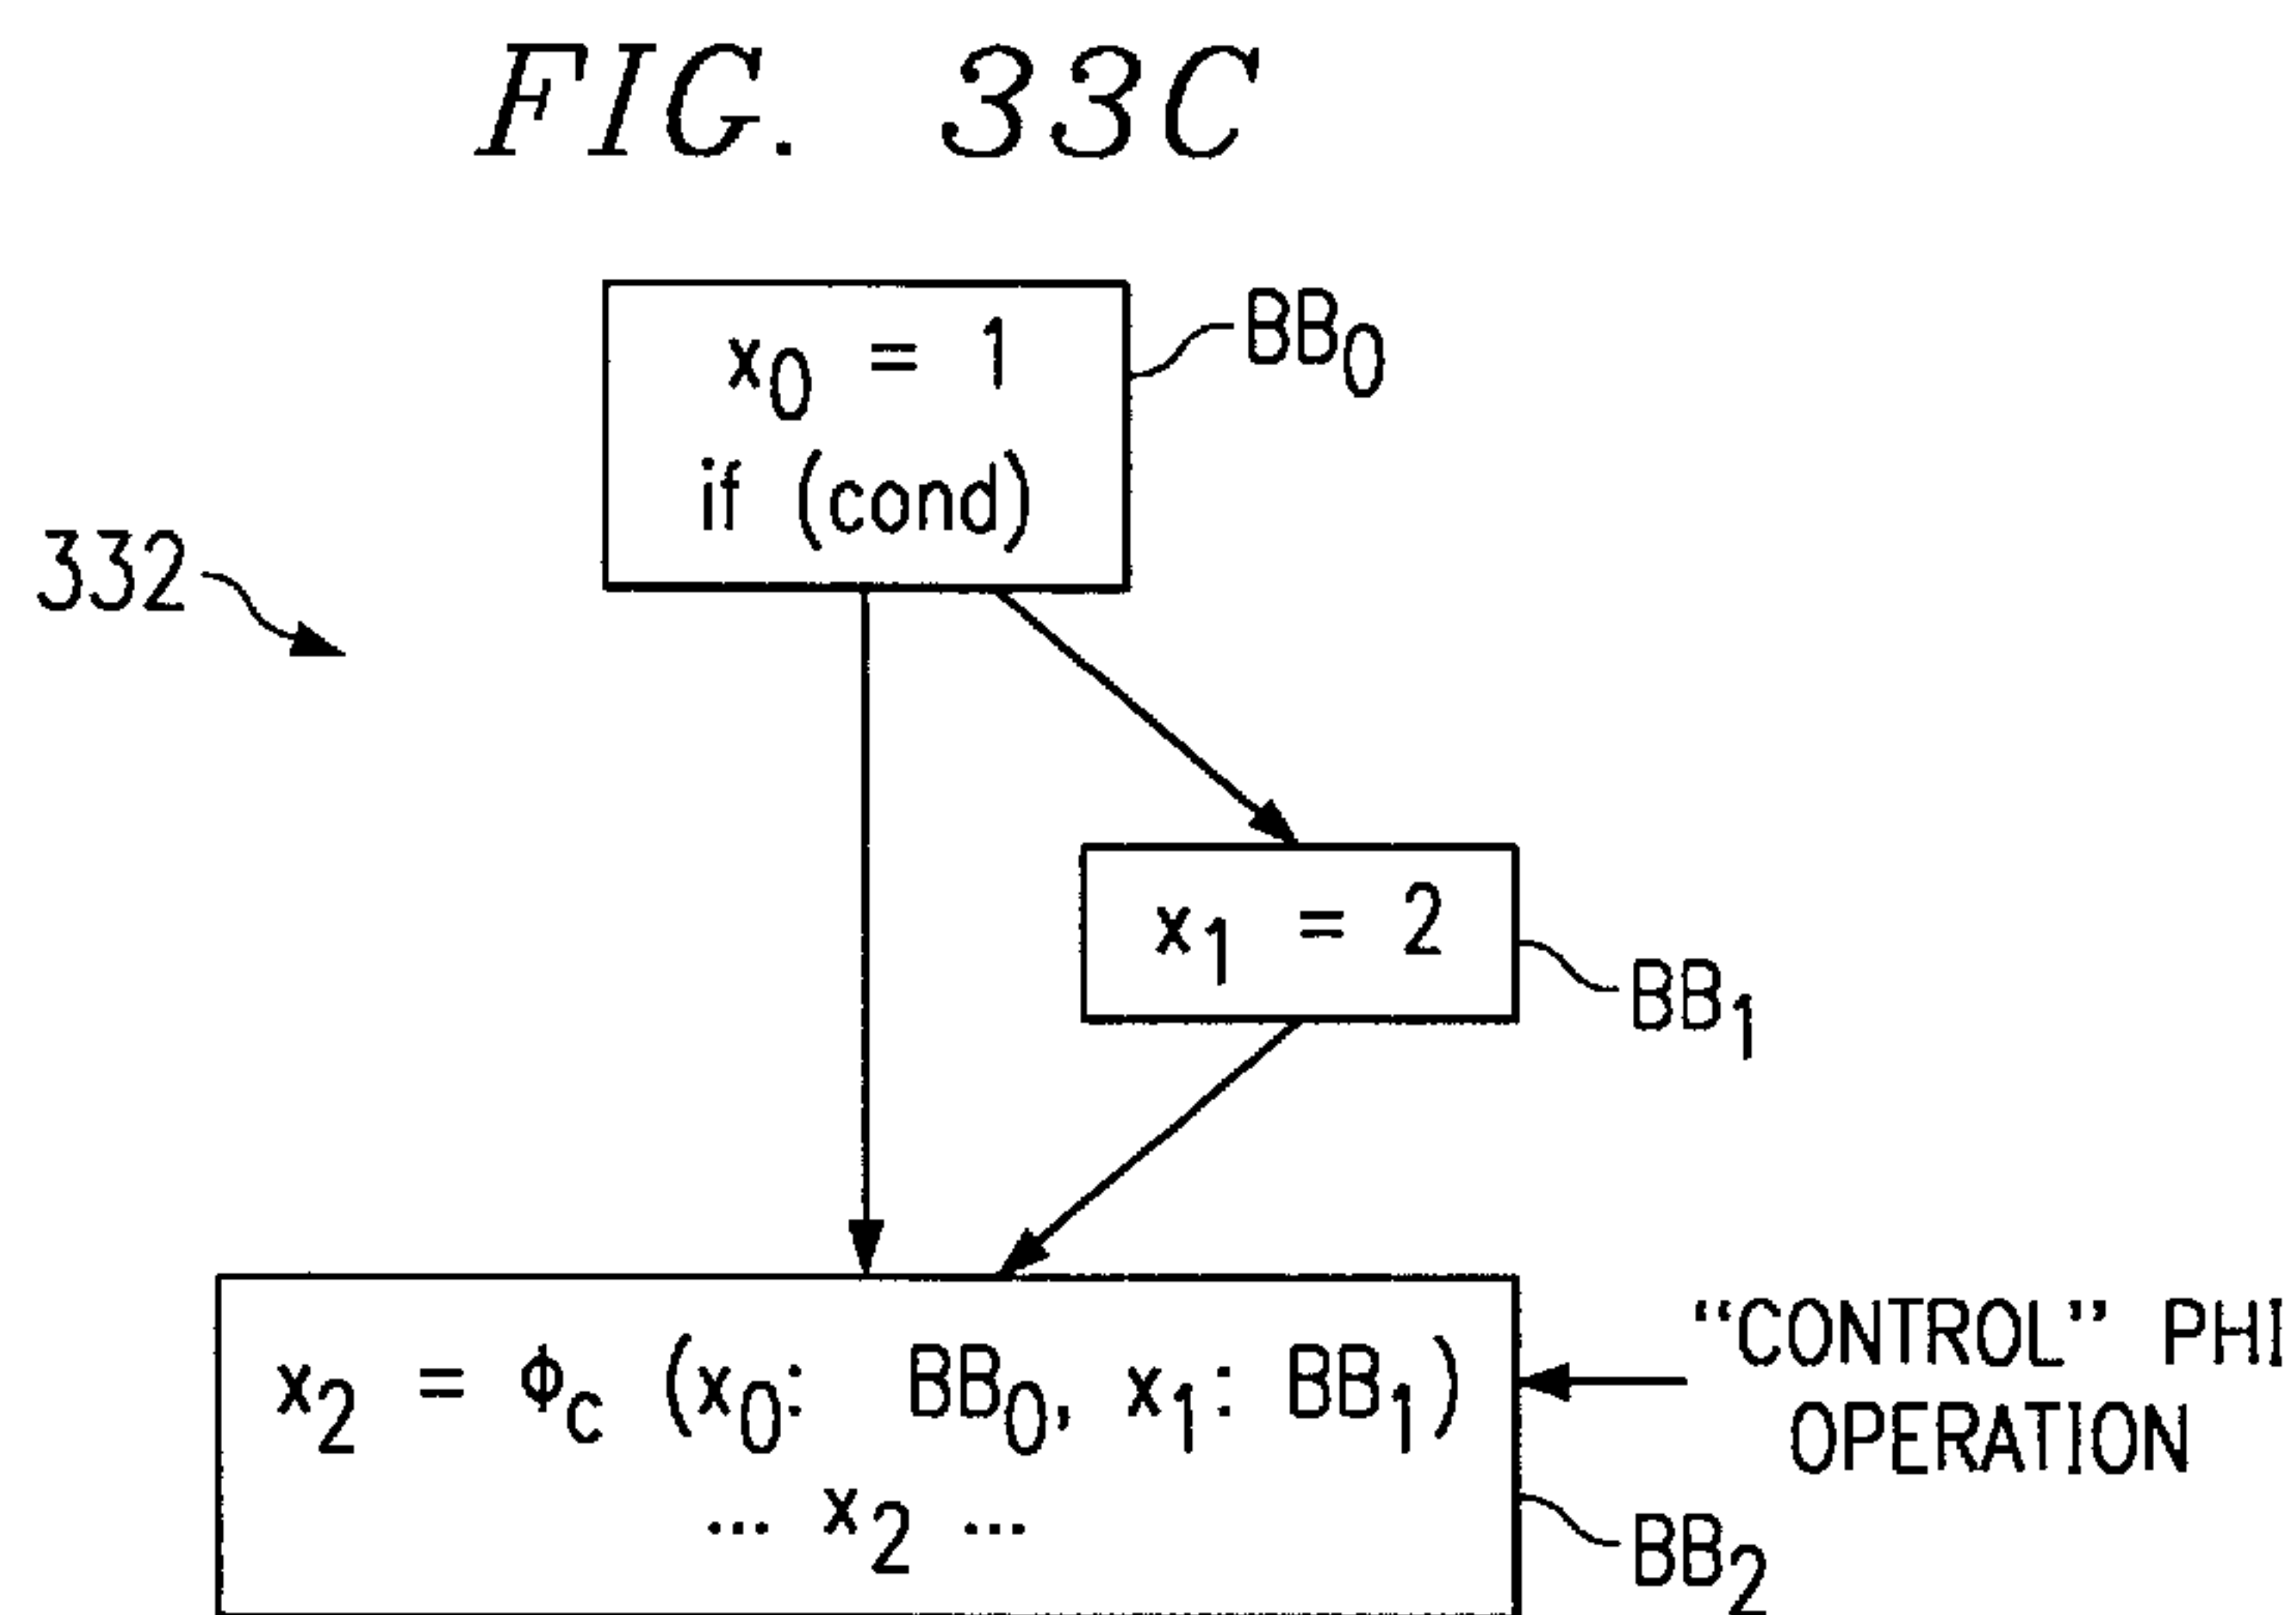 FIG. 33C
x₀ = 1
BB₀
if (cond)
332
x₁ = 2
BB₁
x₂ = ϕ_c (x₀: BB₀, x₁: BB₁)
“CONTROL” PHI
OPERATION
... x₂ ...
BB₂